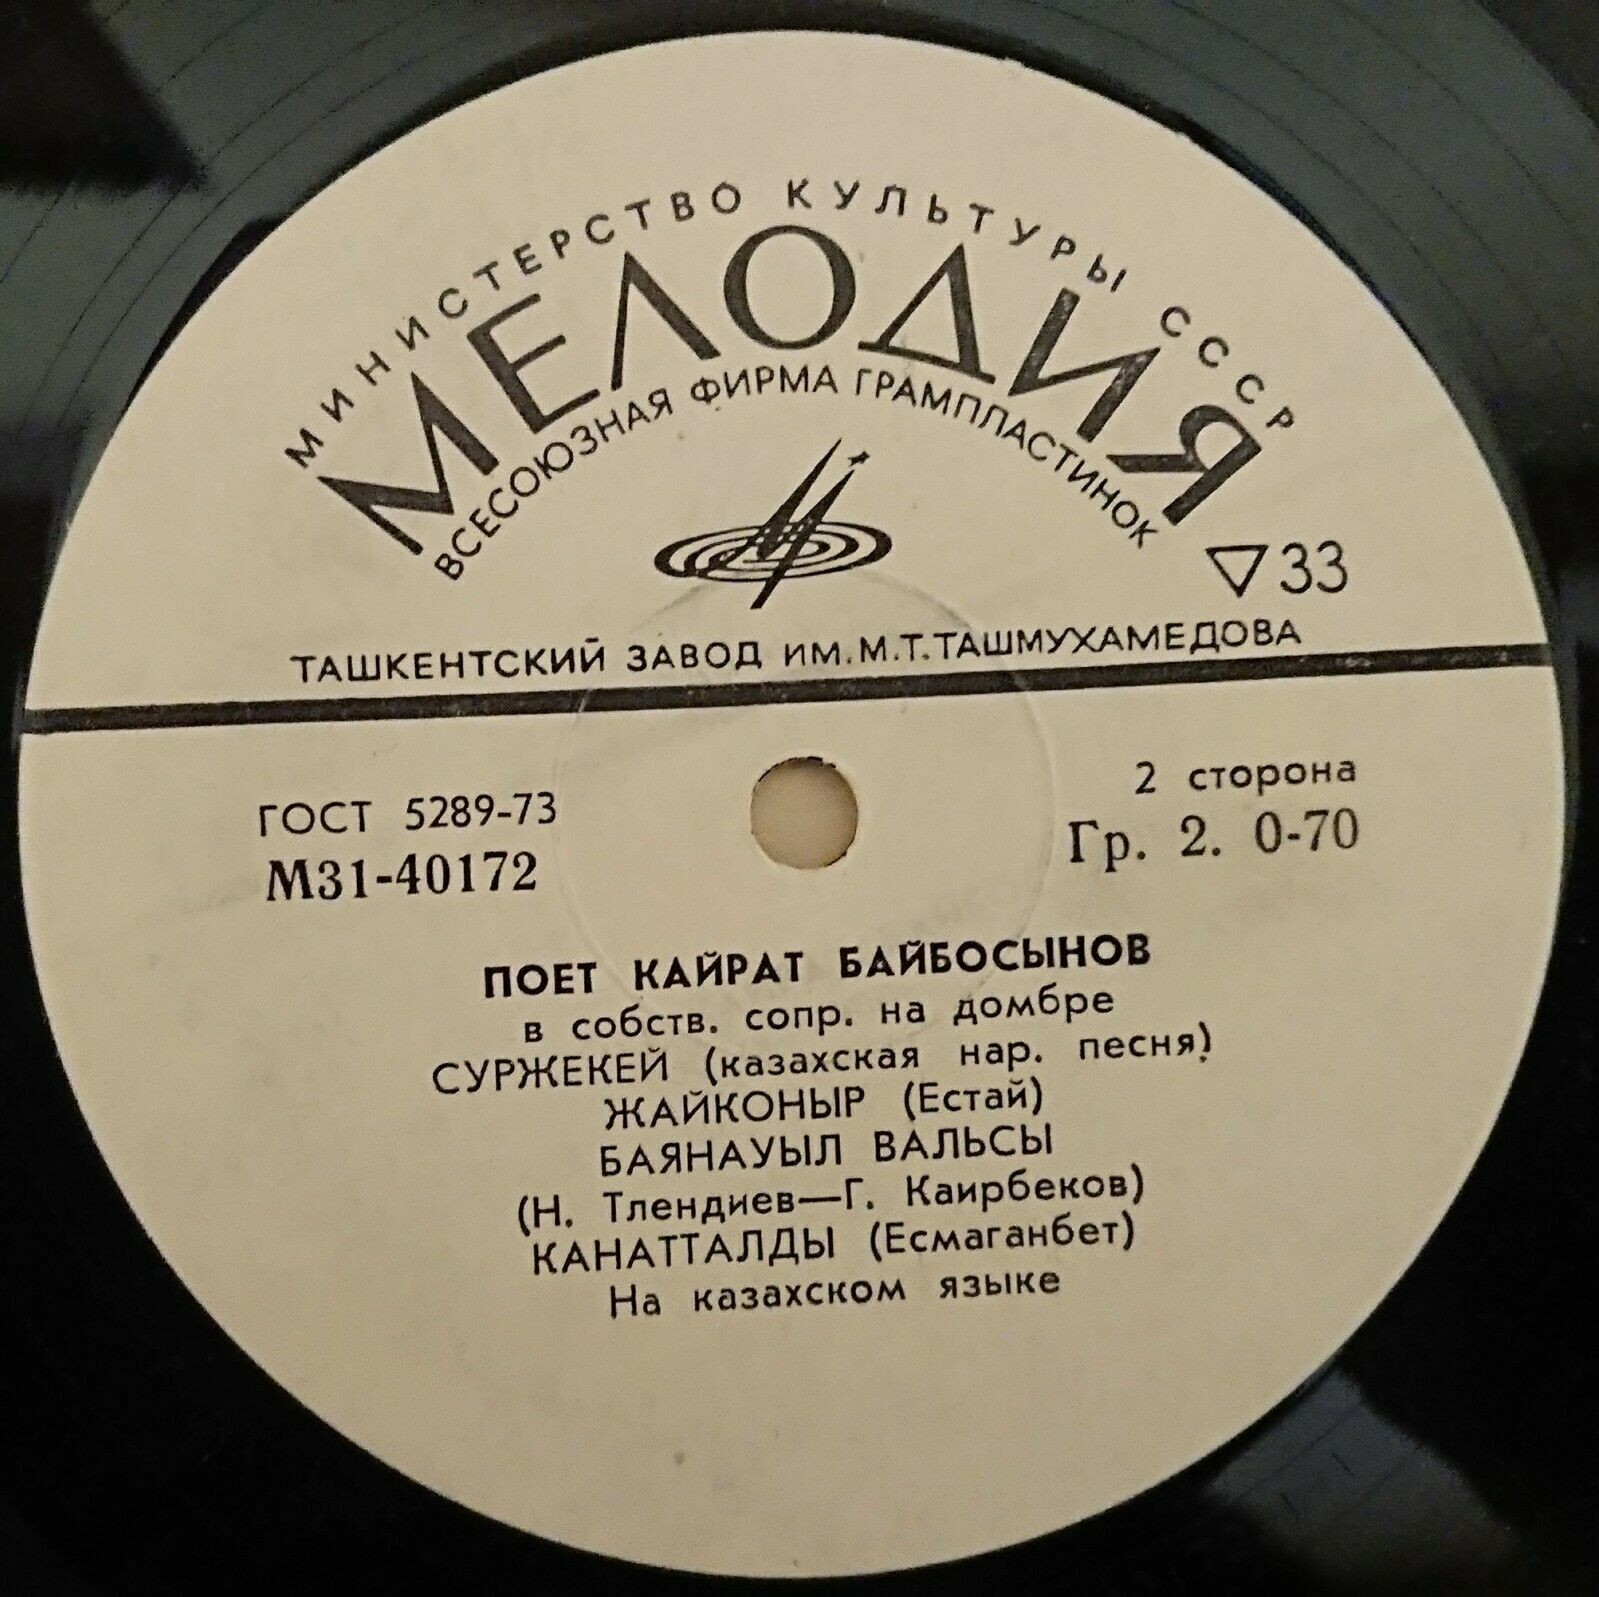 МИНИСТЕРСТВО КУЛЬТУРЫ СССР
МЕЛОДИЯ
ВСЕСОЮЗНАЯ ФИРМА ГРАМПЛАСТИНОК
▽33
ТАШКЕНТСКИЙ ЗАВОД ИМ.М.Т.ТАШМУХАМЕДОВА
ГОСТ 5289-73
М31-40172
2 сторона
Гр. 2. 0-70
ПОЕТ КАЙРАТ БАЙБОСЫНОВ
в собств. сопр. на домбре
СУРЖЕКЕЙ (казахская нар. песня)
ЖАЙКОНЫР (Естай)
БАЯНАУЫЛ ВАЛЬСЫ
(Н. Тлендиев—Г. Каирбеков)
КАНАТТАЛДЫ (Есмаганбет)
На казахском языке